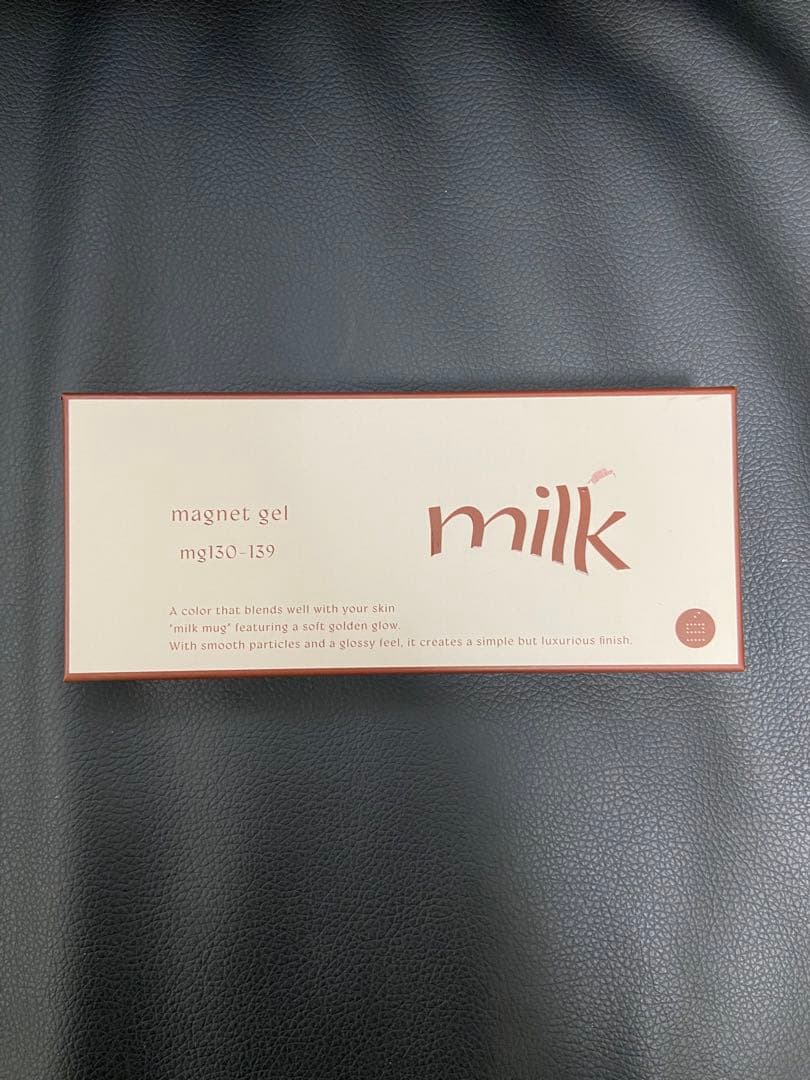 magnet gel
mg130-139
milk
A color that blends well with your skin
"milk mug" featuring a soft golden glow.
With smooth particles and a glossy feel, it creates a simple but luxurious finish.